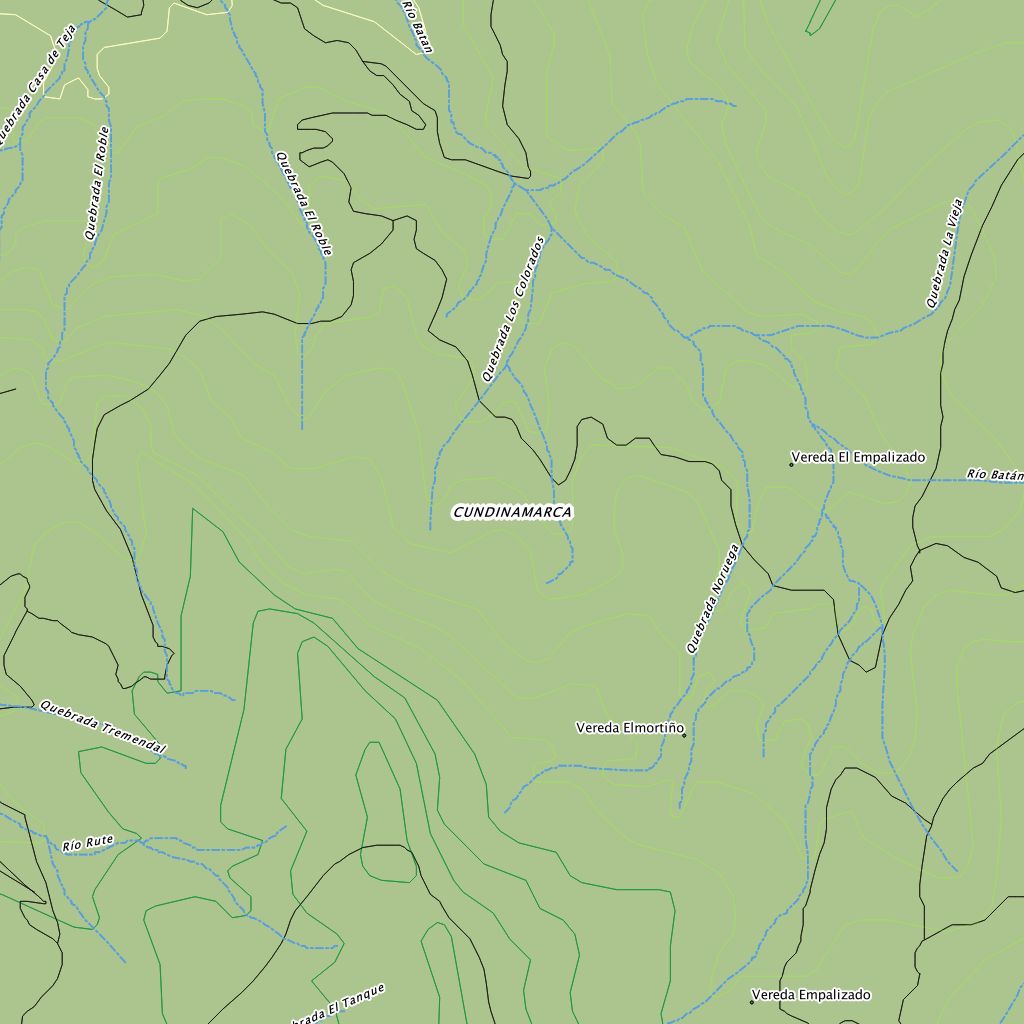 Río Batan
Quebrada Casa de Teja
Quebrada El Roble
Quebrada El Roble
Quebrada La Vieja
Quebrada Los Colorados
Vereda El Empalizado
Río Batán
CUNDINAMARCA
Quebrada Noruega
Quebrada Tremendal
Vereda Elmortiño
Río Rute
Vereda Empalizado
brada El Tanque